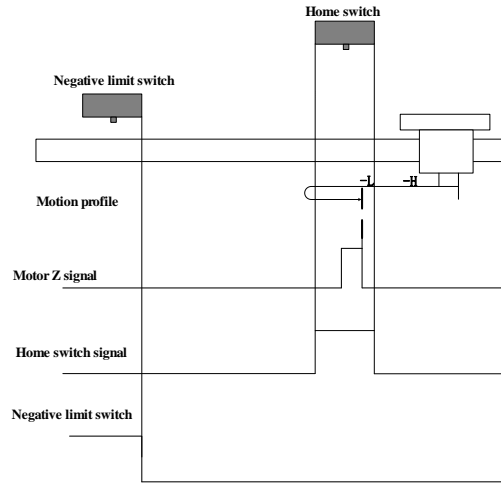 Home switch
Negative limit switch
-L
-H
Motion profile
Motor Z signal
Home switch signal
Negative limit switch